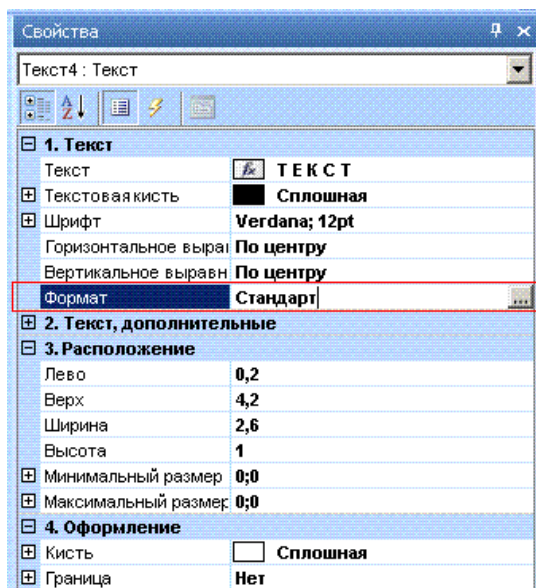 Свойства
Текст4 : Текст
1. Текст
Текст Т Е К С Т
Текстовая кисть Сплошная
Шрифт Verdana; 12pt
Горизонтальное выра По центру
Вертикальное выравн По центру
Формат Стандарт
2. Текст, дополнительные
3. Расположение
Лево 0,2
Верх 4,2
Ширина 2,6
Высота 1
Минимальный размер 0;0
Максимальный размер 0;0
4. Оформление
Кисть Сплошная
Граница Нет